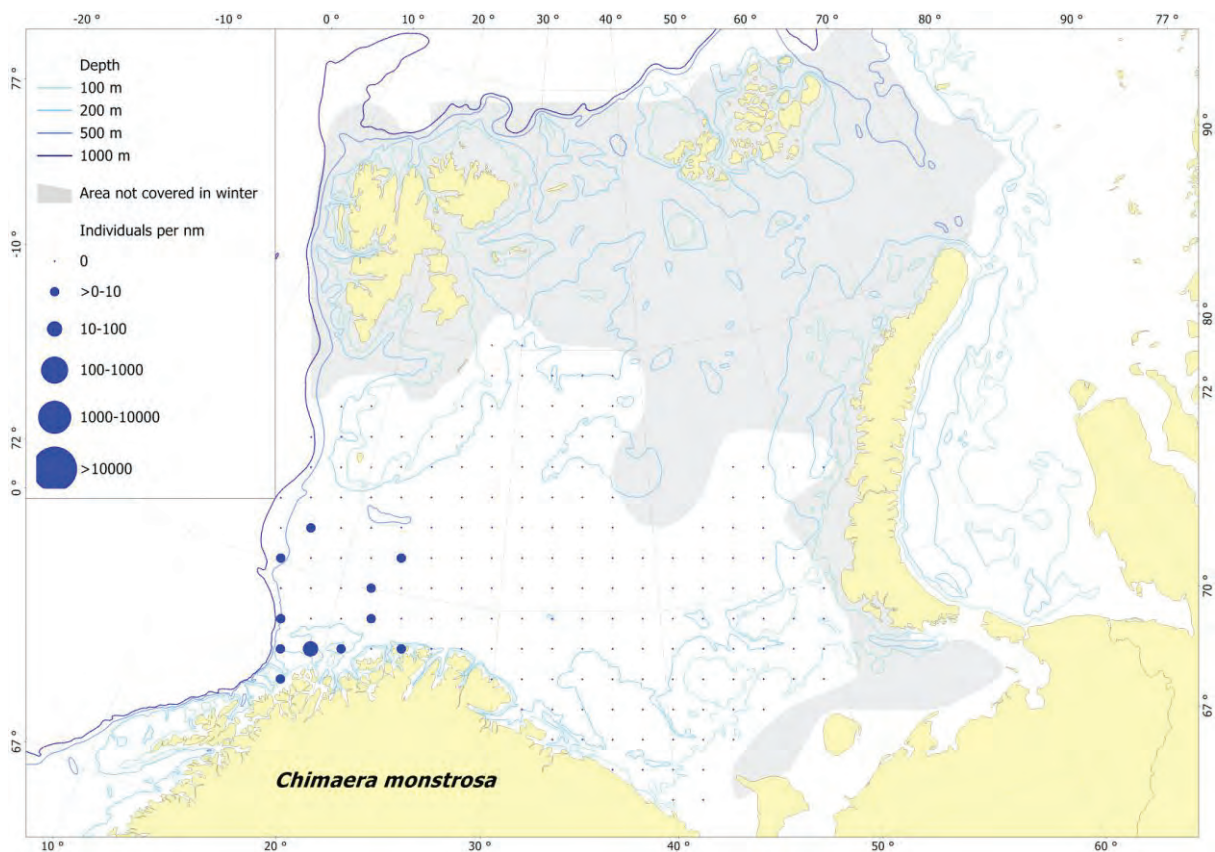 -20 ° -10 ° 0 ° 10 ° 20 ° 30 ° 40 ° 50 ° 60 ° 70 ° 80 ° 90 ° 77 °
Depth
100 m
200 m
500 m
1000 m
Area not covered in winter
Individuals per nm
0
>0-10
10-100
100-1000
1000-10000
>10000
77 °
-10 °
72 °
0 °
67 °
90 °
80 °
72 °
70 °
67 °
Chimaera monstrosa
10 ° 20 ° 30 ° 40 ° 50 ° 60 °